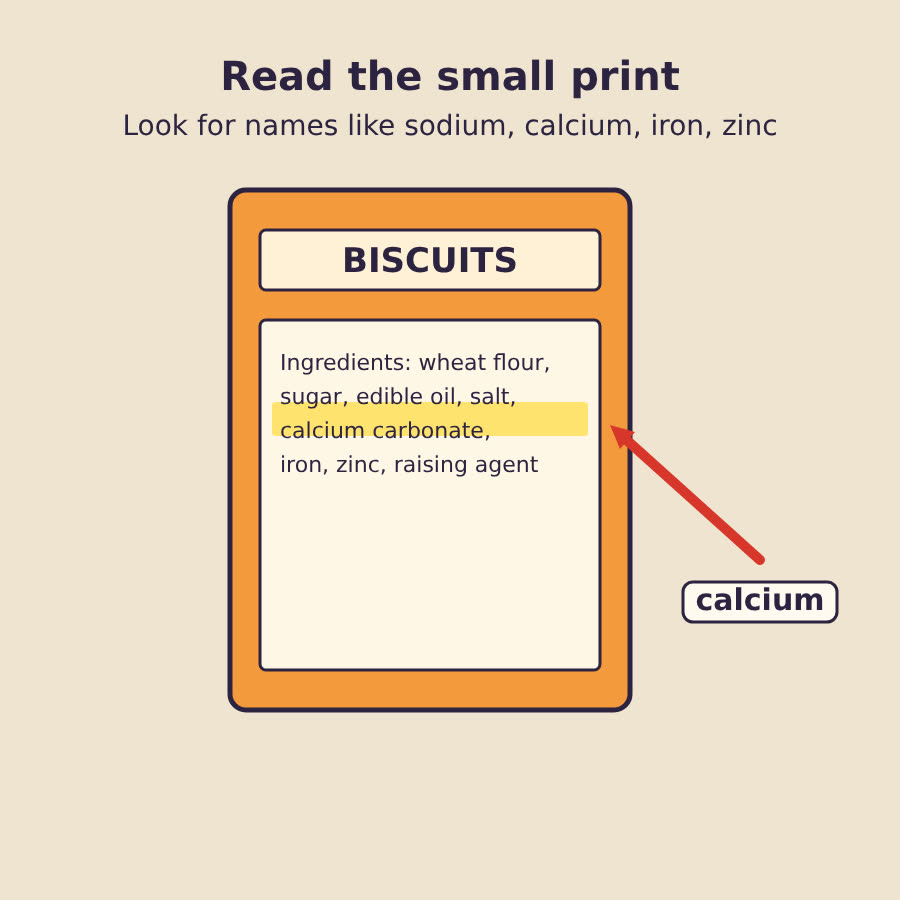 Read the small print
Look for names like sodium, calcium, iron, zinc
BISCUITS
Ingredients: wheat flour,
sugar, edible oil, salt,
calcium carbonate,
iron, zinc, raising agent
calcium